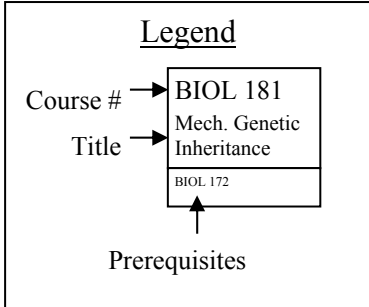 Legend
Course #
BIOL 181
Title
Mech. Genetic
Inheritance
BIOL 172
Prerequisites